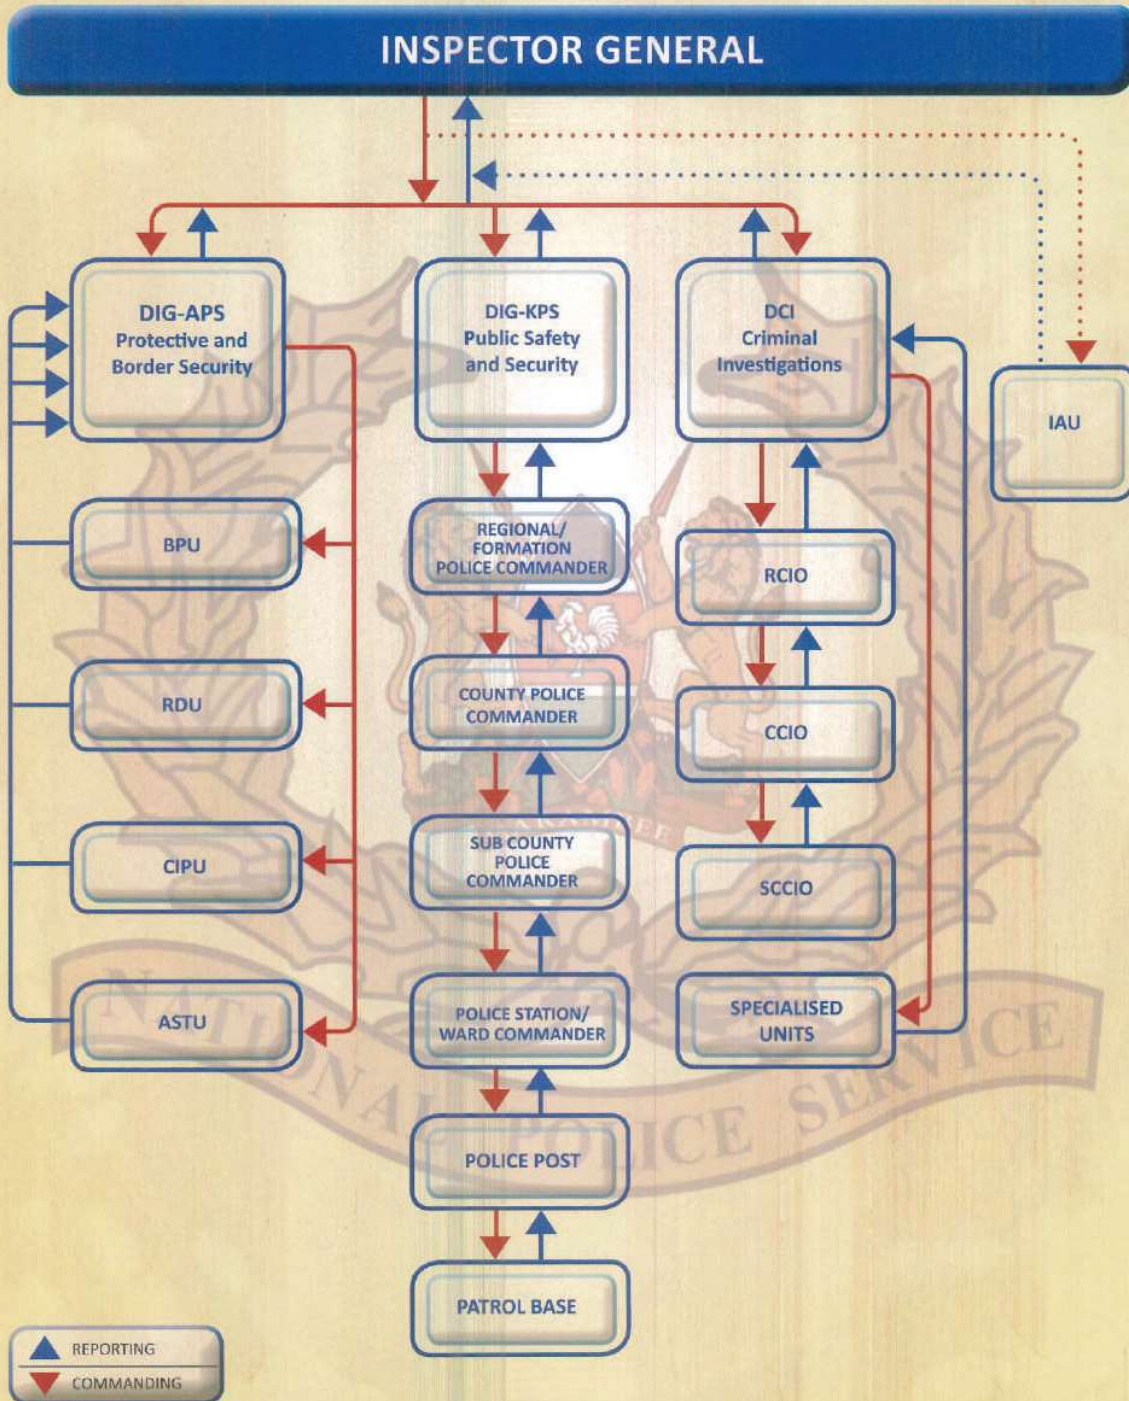 INSPECTOR GENERAL
DIG-APS
Protective and
Border Security
DIG-KPS
Public Safety
and Security
DCI
Criminal
Investigations
IAU
BPU
RDU
CIPU
ASTU
REGIONAL/
FORMATION
POLICE COMMANDER
COUNTY POLICE
COMMANDER
SUB COUNTY
POLICE
COMMANDER
POLICE STATION/
WARD COMMANDER
POLICE POST
PATROL BASE
RCIO
CCIO
SCCIO
SPECIALISED
UNITS
HARAMBEE
NATIONAL POLICE SERVICE
REPORTING
COMMANDING